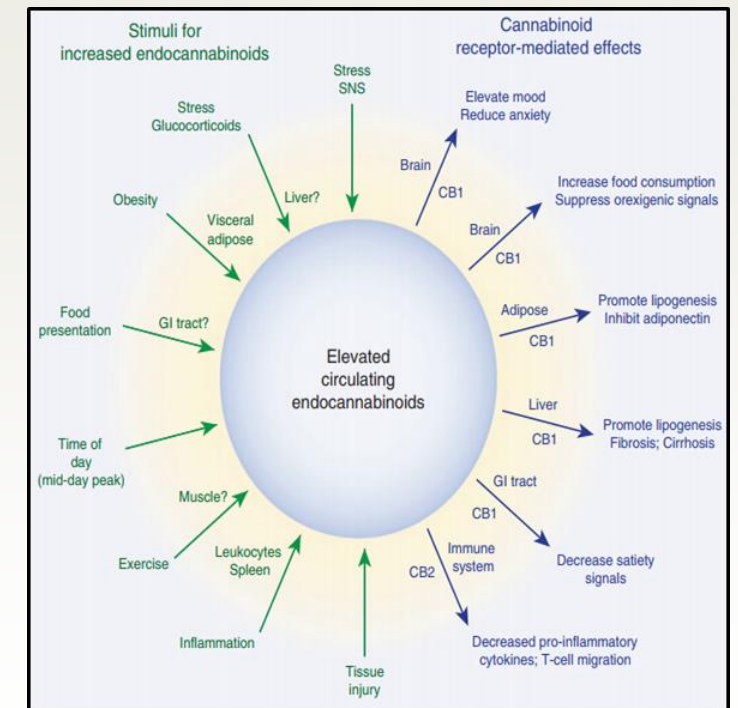 Stimuli for
increased endocannabinoids
Cannabinoid
receptor-mediated effects
Stress
SNS
Stress
Glucocorticoids
Liver?
Obesity
Visceral
adipose
Food
presentation
GI tract?
Time of
day
(mid-day peak)
Muscle?
Exercise
Leukocytes
Spleen
Inflammation
Tissue
injury
Elevated
circulating
endocannabinoids
Elevate mood
Reduce anxiety
Brain
CB1
Increase food consumption
Suppress orexigenic signals
Brain
CB1
Adipose
CB1
Promote lipogenesis
Inhibit adiponectin
Liver
CB1
Promote lipogenesis
Fibrosis; Cirrhosis
GI tract
CB1
Decrease satiety
signals
Immune
system
CB2
Decreased pro-inflammatory
cytokines; T-cell migration